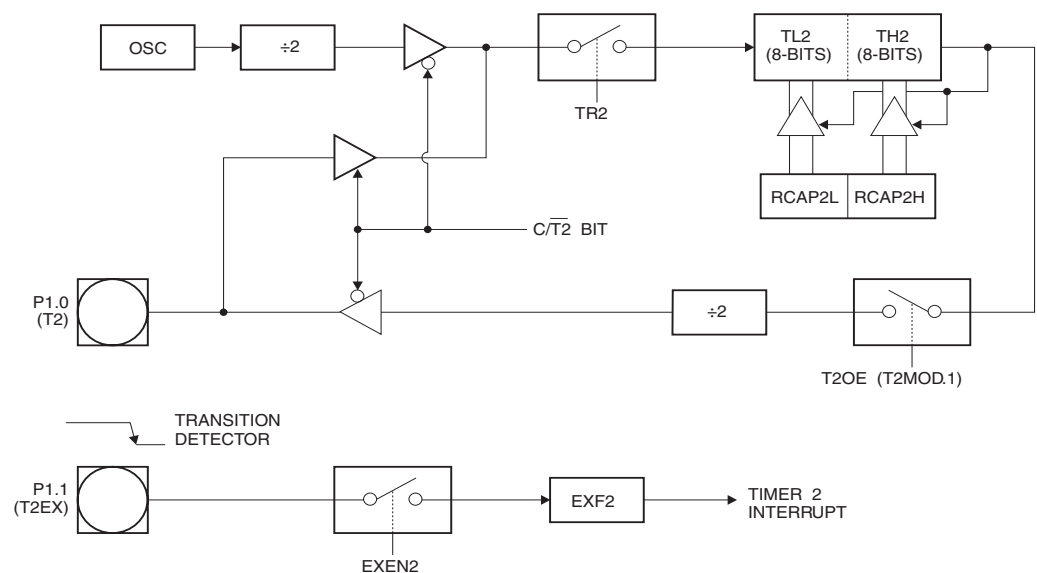 OSC
÷2
TR2
TL2
(8-BITS)
TH2
(8-BITS)
RCAP2L
RCAP2H
C/T̅2̅ BIT
P1.0
(T2)
÷2
T2OE (T2MOD.1)
TRANSITION
DETECTOR
P1.1
(T2EX)
EXEN2
EXF2
TIMER 2
INTERRUPT